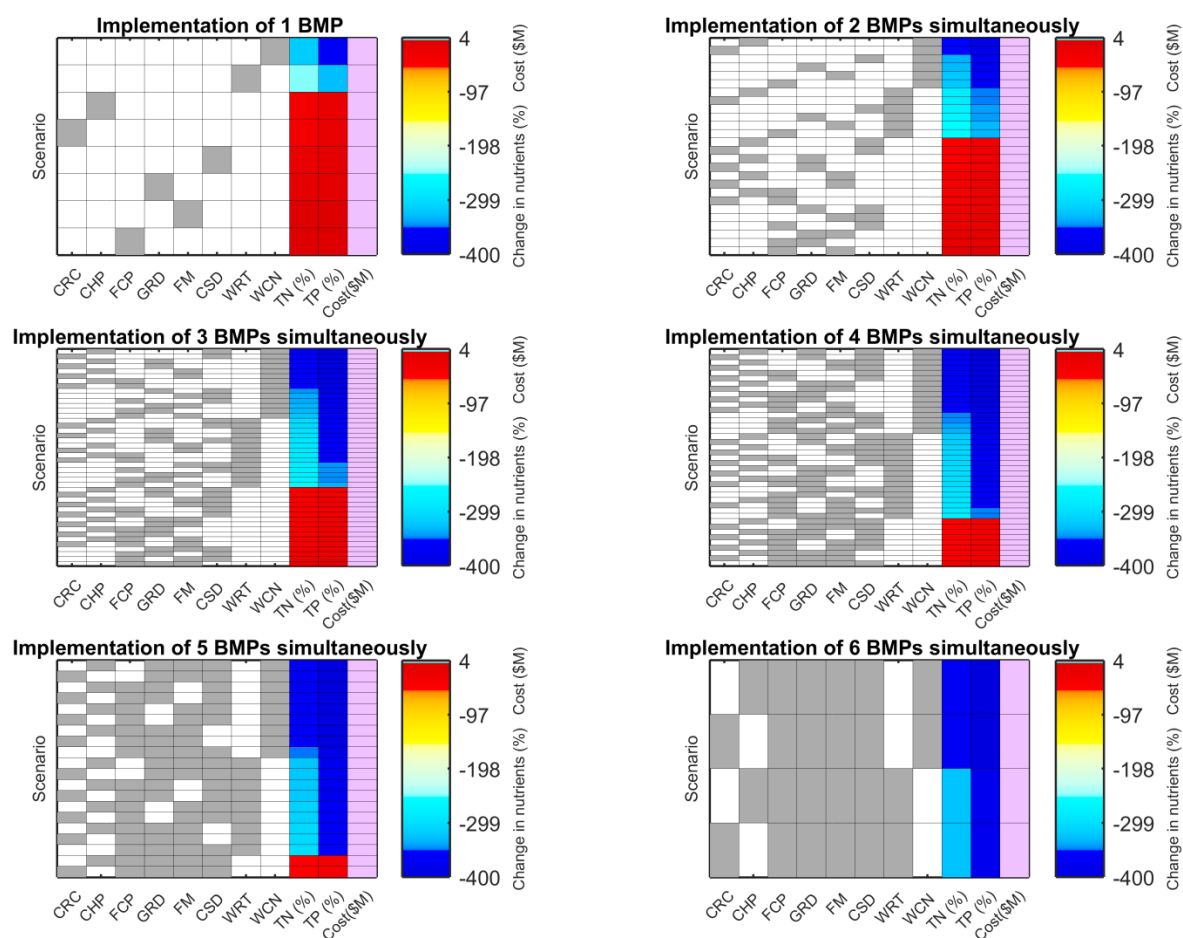 Implementation of 1 BMP
Scenario
CRC CHP FCP GRD FM CSD WRT WCN TN (%) TP (%) Cost($M)
4
-97
-198
-299
-400
Change in nutrients (%) Cost ($M)
Implementation of 2 BMPs simultaneously
Scenario
CRC CHP FCP GRD FM CSD WRT WCN TN (%) TP (%) Cost($M)
4
-97
-198
-299
-400
Change in nutrients (%) Cost ($M)
Implementation of 3 BMPs simultaneously
Scenario
CRC CHP FCP GRD FM CSD WRT WCN TN (%) TP (%) Cost($M)
4
-97
-198
-299
-400
Change in nutrients (%) Cost ($M)
Implementation of 4 BMPs simultaneously
Scenario
CRC CHP FCP GRD FM CSD WRT WCN TN (%) TP (%) Cost($M)
4
-97
-198
-299
-400
Change in nutrients (%) Cost ($M)
Implementation of 5 BMPs simultaneously
Scenario
CRC CHP FCP GRD FM CSD WRT WCN TN (%) TP (%) Cost($M)
4
-97
-198
-299
-400
Change in nutrients (%) Cost ($M)
Implementation of 6 BMPs simultaneously
Scenario
CRC CHP FCP GRD FM CSD WRT WCN TN (%) TP (%) Cost($M)
4
-97
-198
-299
-400
Change in nutrients (%) Cost ($M)